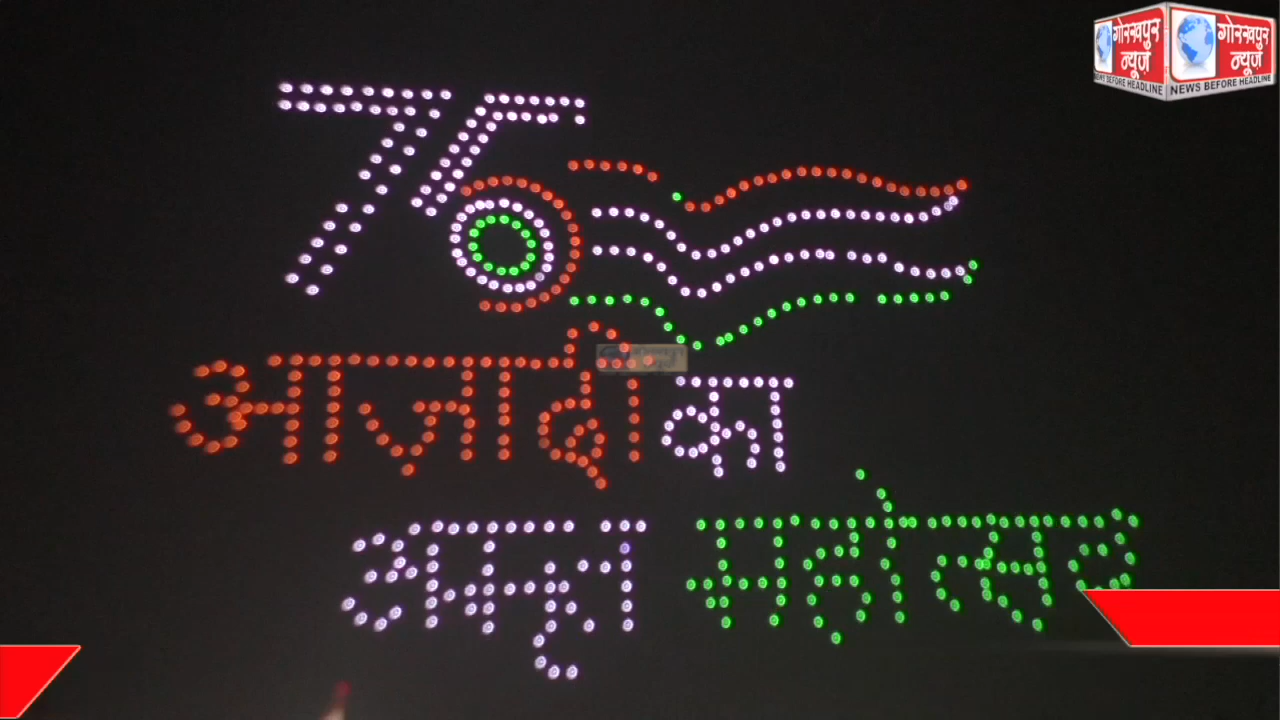 गोरखपुर
न्यूज़
NEWS BEFORE HEADLINE
गोरखपुर
न्यूज़
NEWS BEFORE HEADLINE
75
आज़ादी का
अमृत महोत्सव